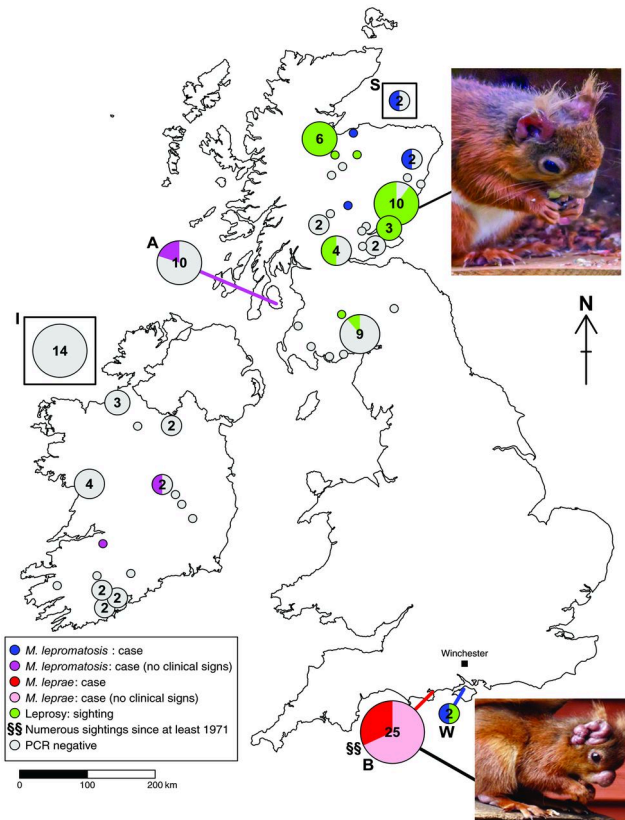 S
2
6
2
10
3
2
4
2
A
10
N
9
I
14
3
2
4
2
2
2
2
M. lepromatosis : case
M. lepromatosis: case (no clinical signs)
M. leprae: case
M. leprae: case (no clinical signs)
Leprosy: sighting
§§ Numerous sightings since at least 1971
PCR negative
0 100 200 km
Winchester
2
W
25
§§
B